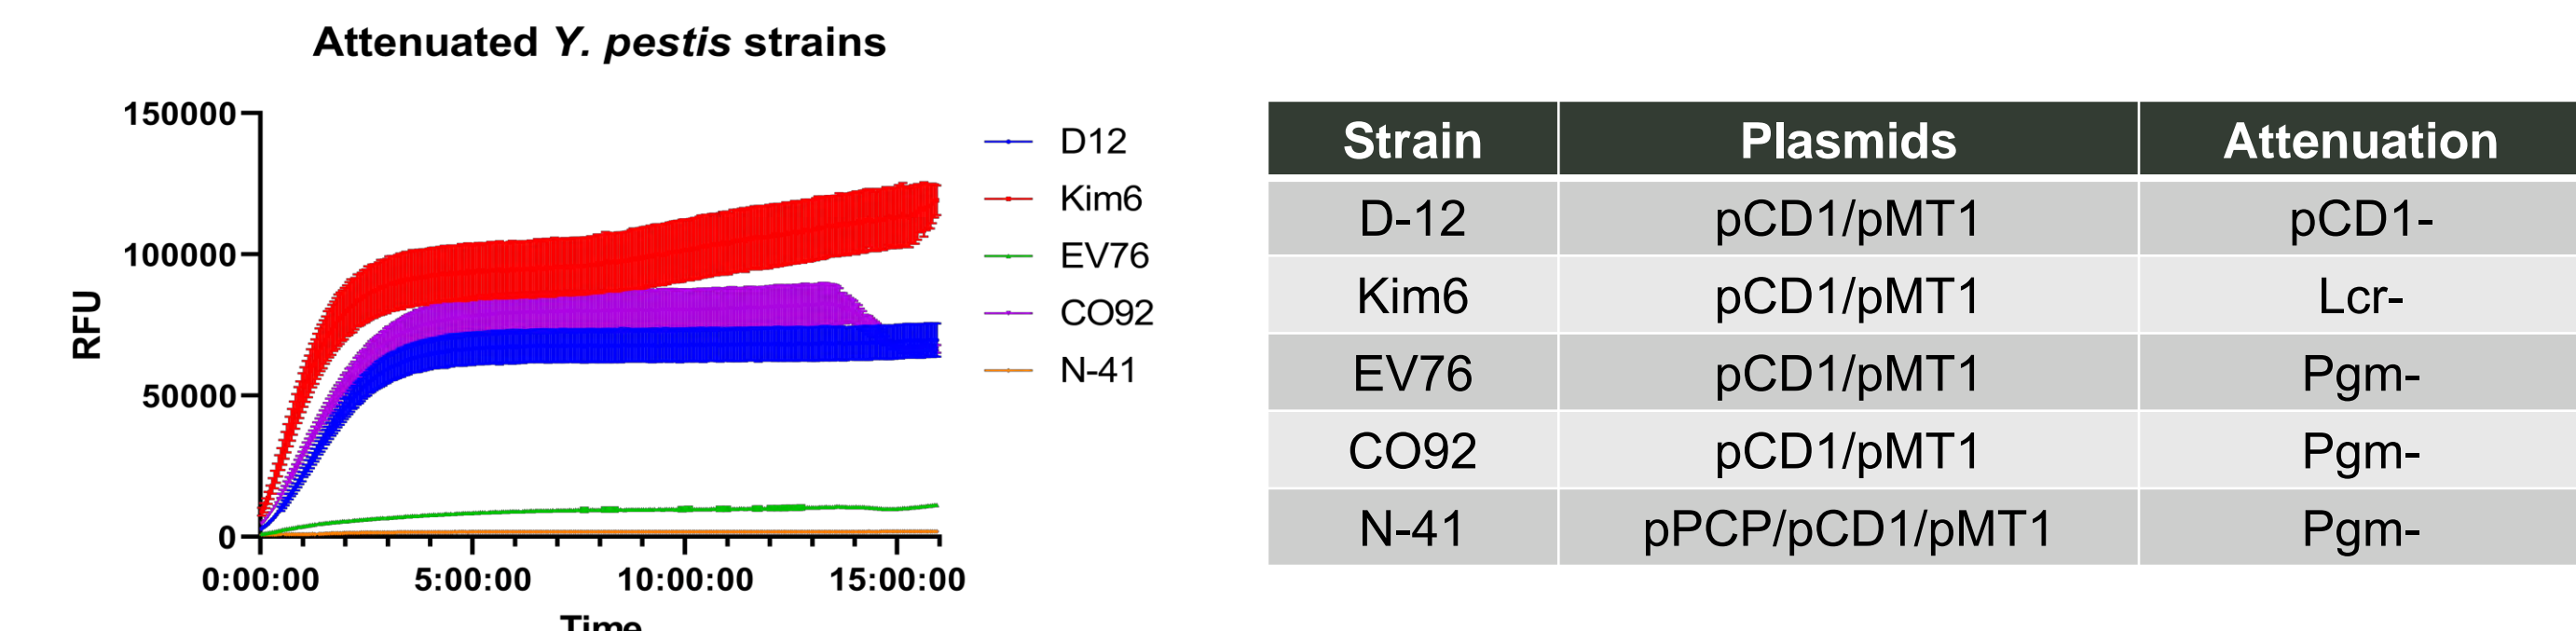 Attenuated Y. pestis strains
150000
100000
50000
0
RFU
0:00:00 5:00:00 10:00:00 15:00:00
Time
D12
Kim6
EV76
CO92
N-41
Strain Plasmids Attenuation
D-12 pCD1/pMT1 pCD1-
Kim6 pCD1/pMT1 Lcr-
EV76 pCD1/pMT1 Pgm-
CO92 pCD1/pMT1 Pgm-
N-41 pPCP/pCD1/pMT1 Pgm-